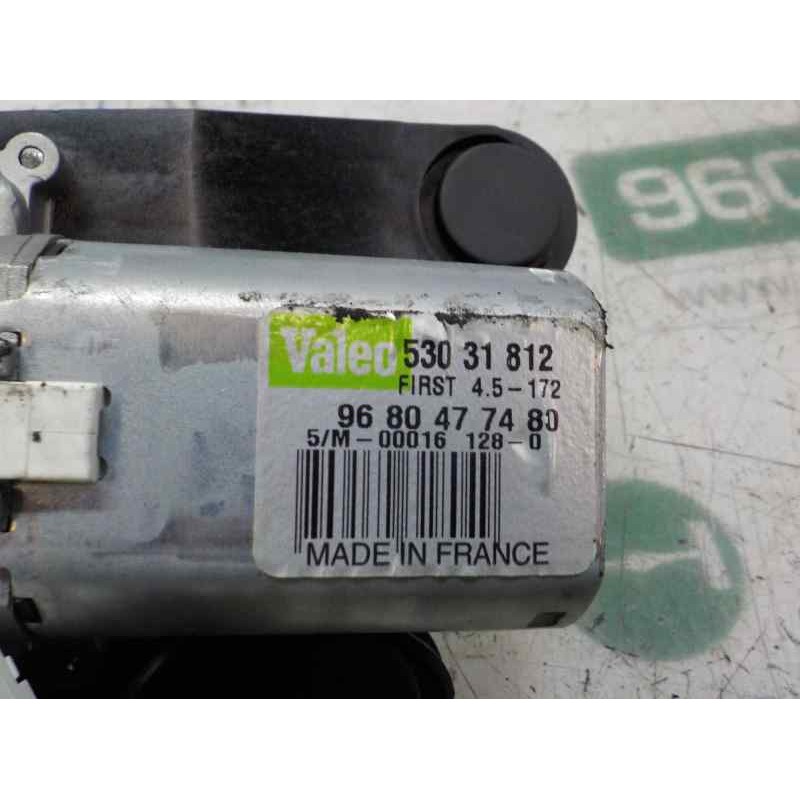 960
www.
Valeo 530 31 812
FIRST 4.5-172
96 80 47 74 80
5/M-00016 128-0
MADE IN FRANCE